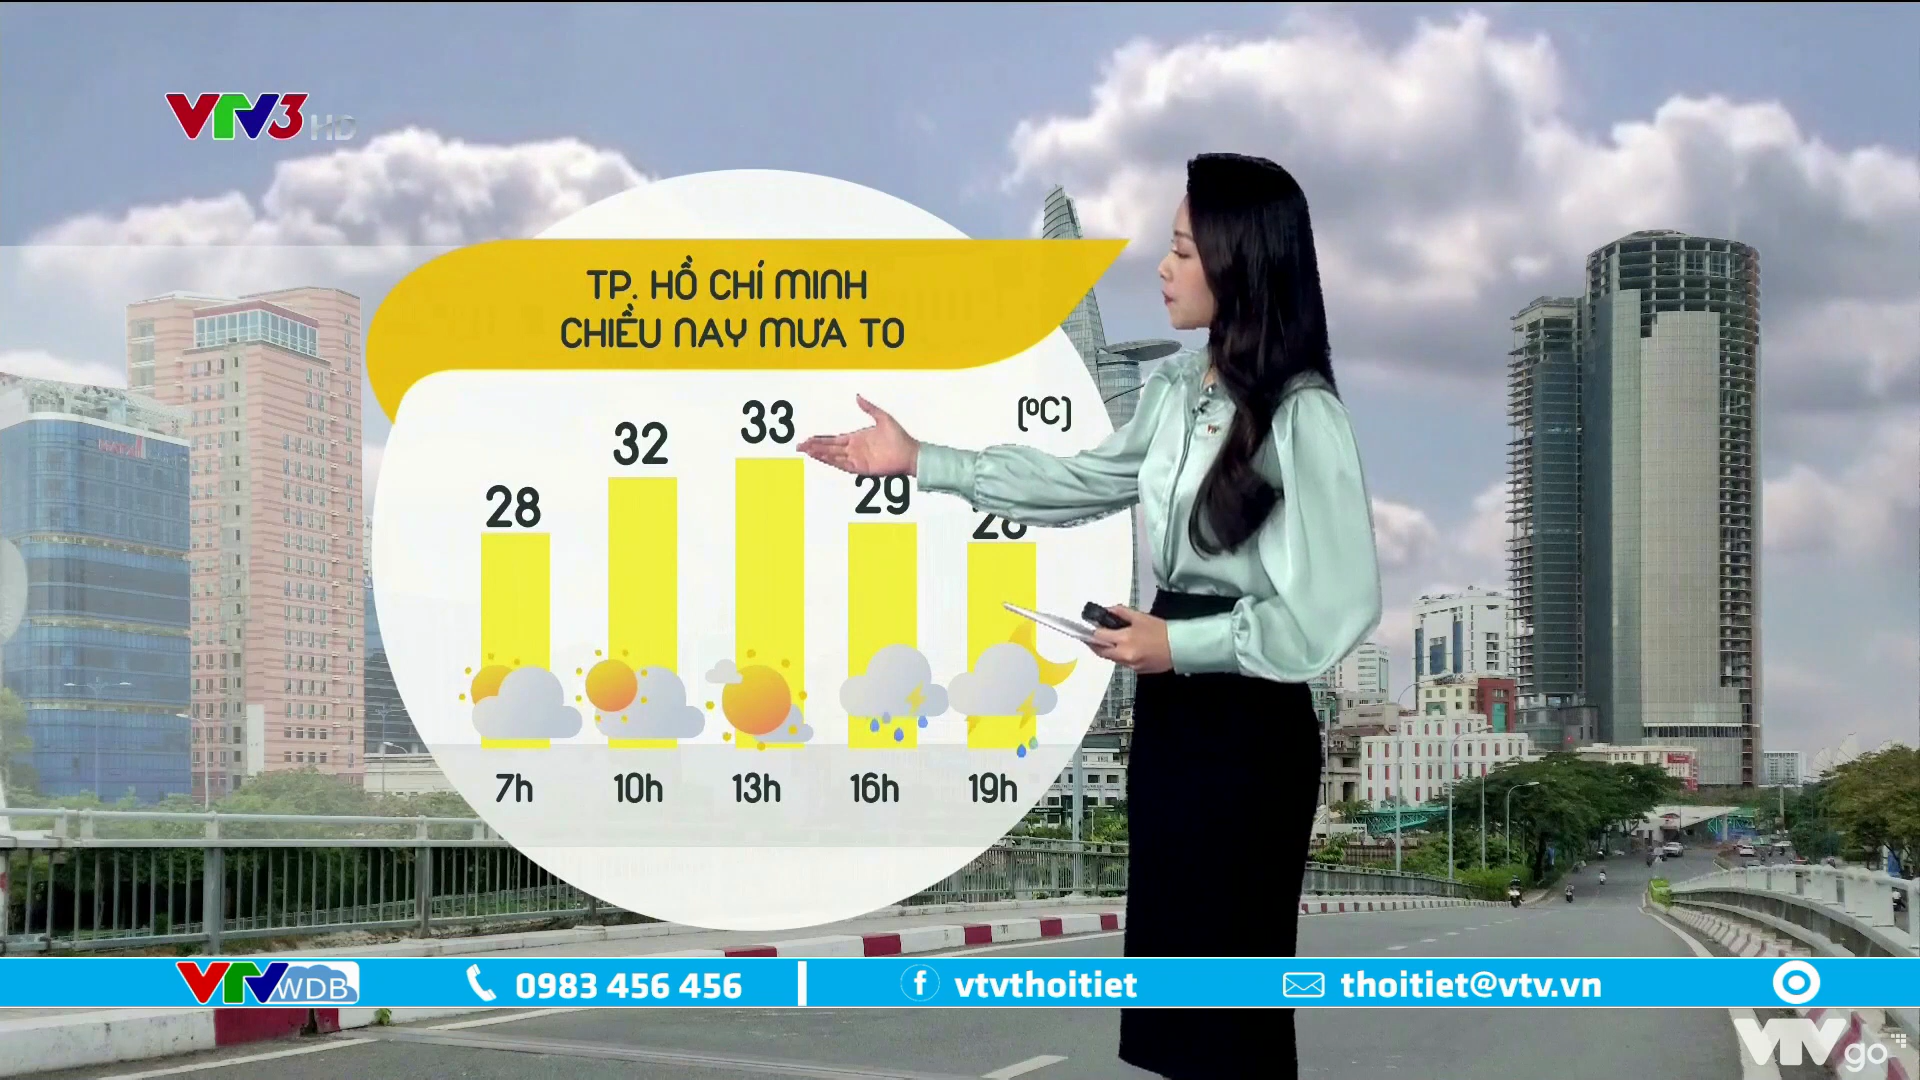 VTV3 HD
TP. HỒ CHÍ MINH
CHIỀU NAY MƯA TO
(ºC)
28 32 33 29 28
7h 10h 13h 16h 19h
VTV WDB 0983 456 456 vtvthoitiet thoitiet@vtv.vn
VTV go